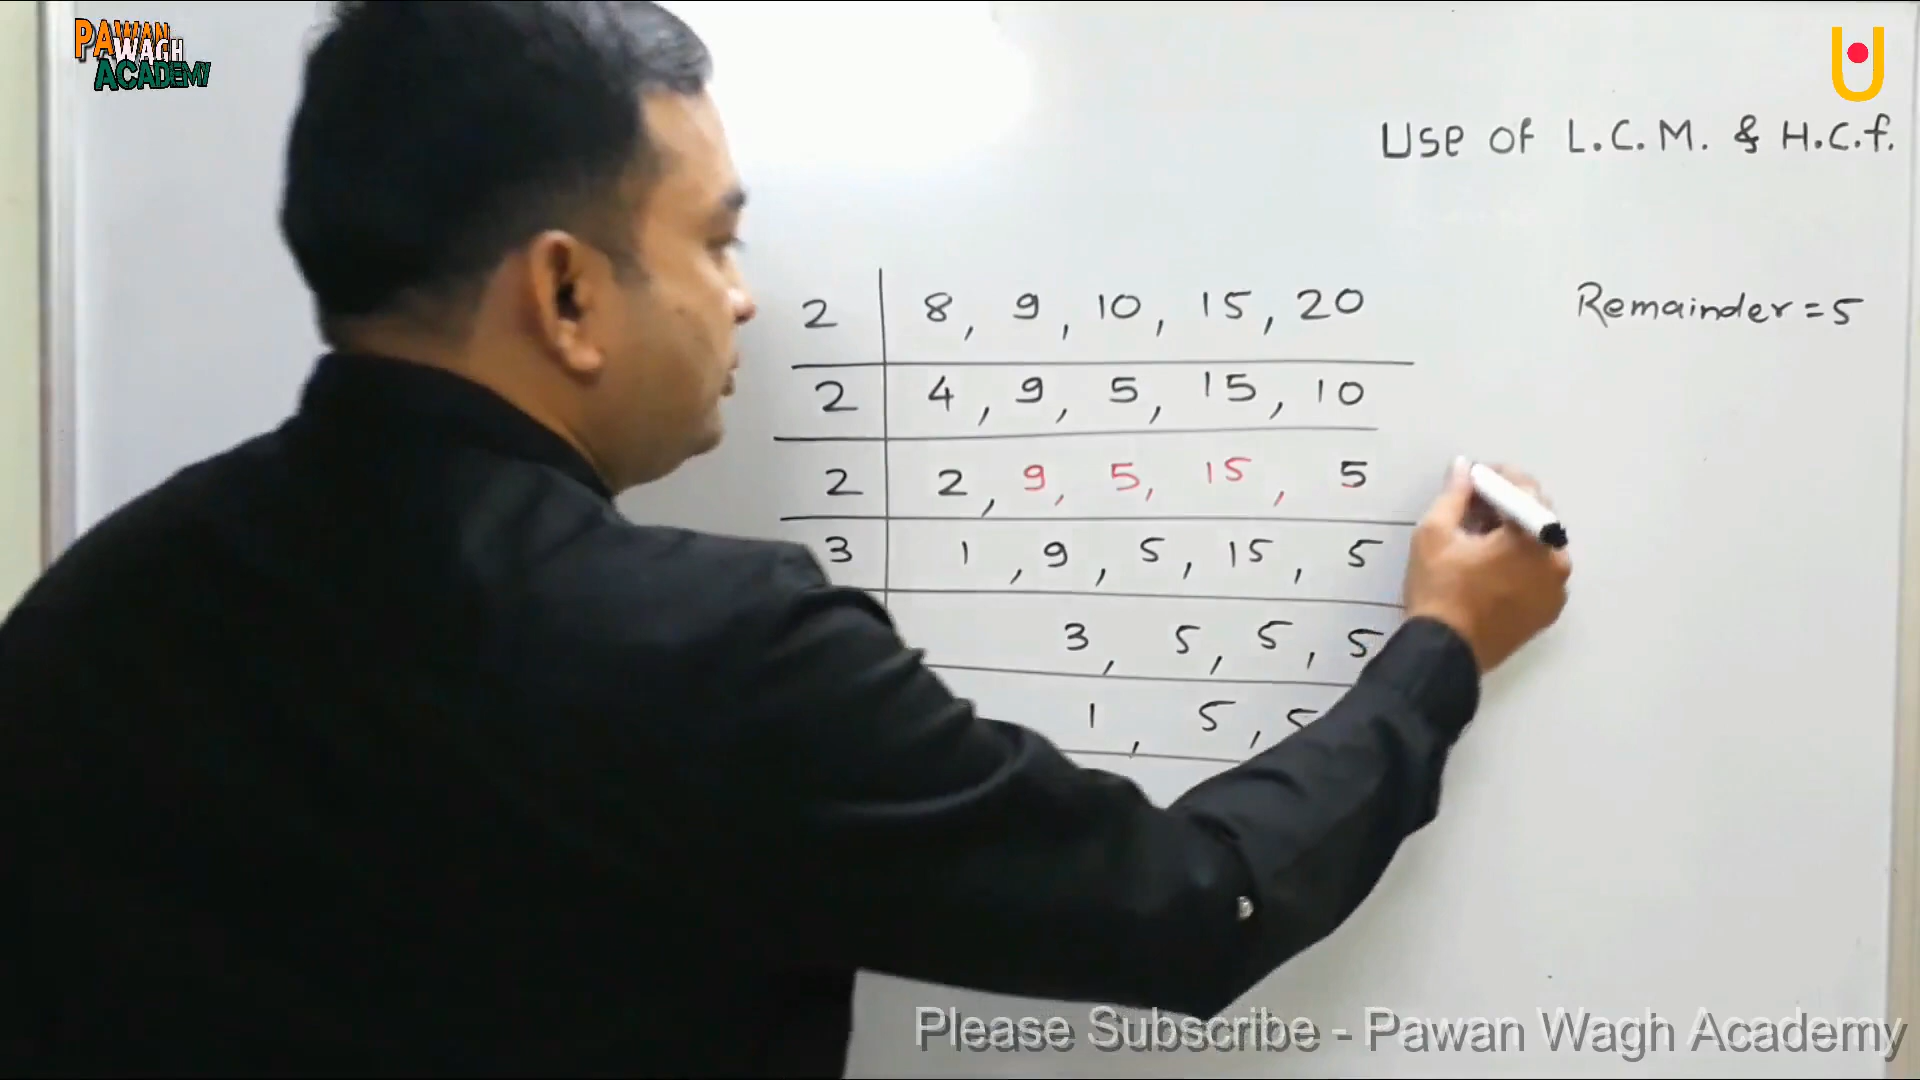 PAWAN
WAGH
ACADEMY
Use of L.C.M. & H.C.f.
2 8, 9, 10, 15, 20
Remainder = 5
2 4, 9, 5, 15, 10
2 2, 9, 5, 15, 5
3 1, 9, 5, 15, 5
3, 5, 5, 5
1, 5, 5
Please Subscribe - Pawan Wagh Academy